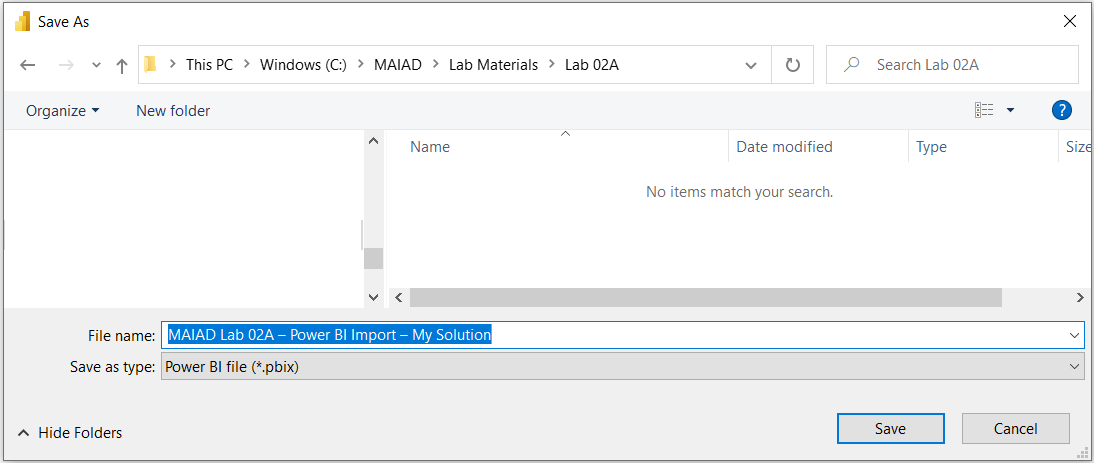 Save As
This PC > Windows (C:) > MAIAD > Lab Materials > Lab 02A
Search Lab 02A
Organize
New folder
?
Name
Date modified
Type
Size
No items match your search.
File name: MAIAD Lab 02A – Power BI Import – My Solution
Save as type: Power BI file (*.pbix)
Hide Folders
Save
Cancel